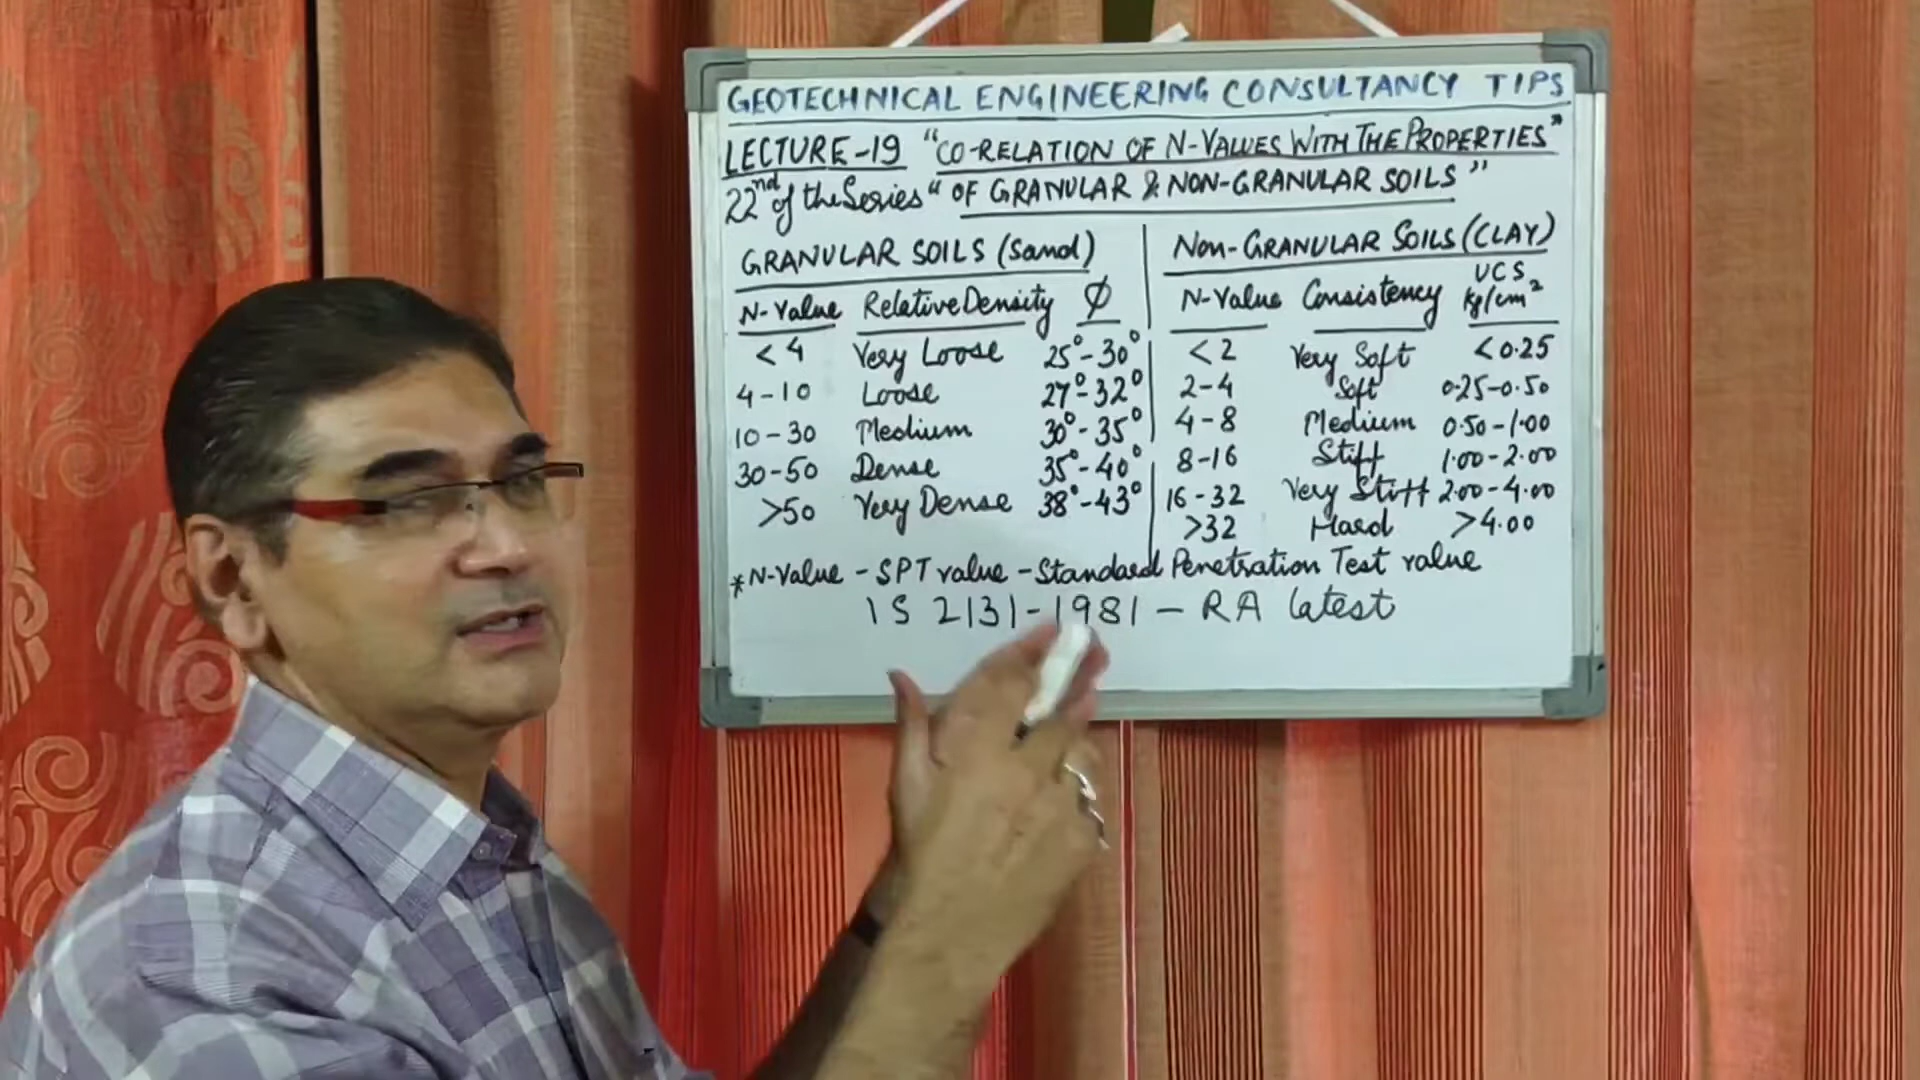 GEOTECHNICAL ENGINEERING CONSULTANCY TIPS
LECTURE-19 "CO-RELATION OF N-VALUES WITH THE PROPERTIES"
22nd of the Series "OF GRANULAR & NON-GRANULAR SOILS"
GRANULAR SOILS (Sand)
N-Value Relative Density Ø
<4 Very Loose 25°-30°
4-10 Loose 27°-32°
10-30 Medium 30°-35°
30-50 Dense 35°-40°
>50 Very Dense 38°-43°
NON-GRANULAR SOILS (CLAY)
N-Value Consistency UCS kg/cm²
<2 Very Soft <0.25
2-4 Soft 0.25-0.50
4-8 Medium 0.50-1.00
8-16 Stiff 1.00-2.00
16-32 Very Stiff 2.00-4.00
>32 Hard >4.00
*N-Value - SPT value - Standard Penetration Test value
IS 2131-1981 - RA latest